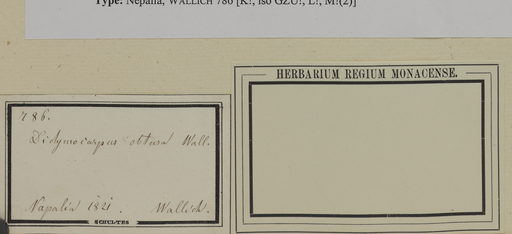 Type: Nepalia, WALLICH 786 [K!, iso GZU!, L!, M!(2)]
HERBARIUM REGIUM MONACENSE.
786.
Didymocarpus obtusa Wall.
Napalia 1821. Wallich.
SCHULTES